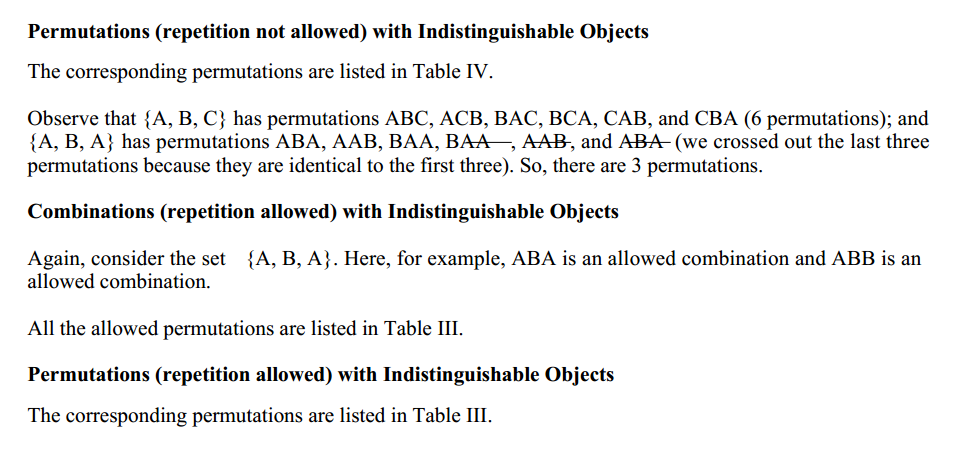 Permutations (repetition not allowed) with Indistinguishable Objects
The corresponding permutations are listed in Table IV.
Observe that {A, B, C} has permutations ABC, ACB, BAC, BCA, CAB, and CBA (6 permutations); and
{A, B, A} has permutations ABA, AAB, BAA, BAA , AAB, and ABA (we crossed out the last three
permutations because they are identical to the first three). So, there are 3 permutations.
Combinations (repetition allowed) with Indistinguishable Objects
Again, consider the set {A, B, A}. Here, for example, ABA is an allowed combination and ABB is an
allowed combination.
All the allowed permutations are listed in Table III.
Permutations (repetition allowed) with Indistinguishable Objects
The corresponding permutations are listed in Table III.